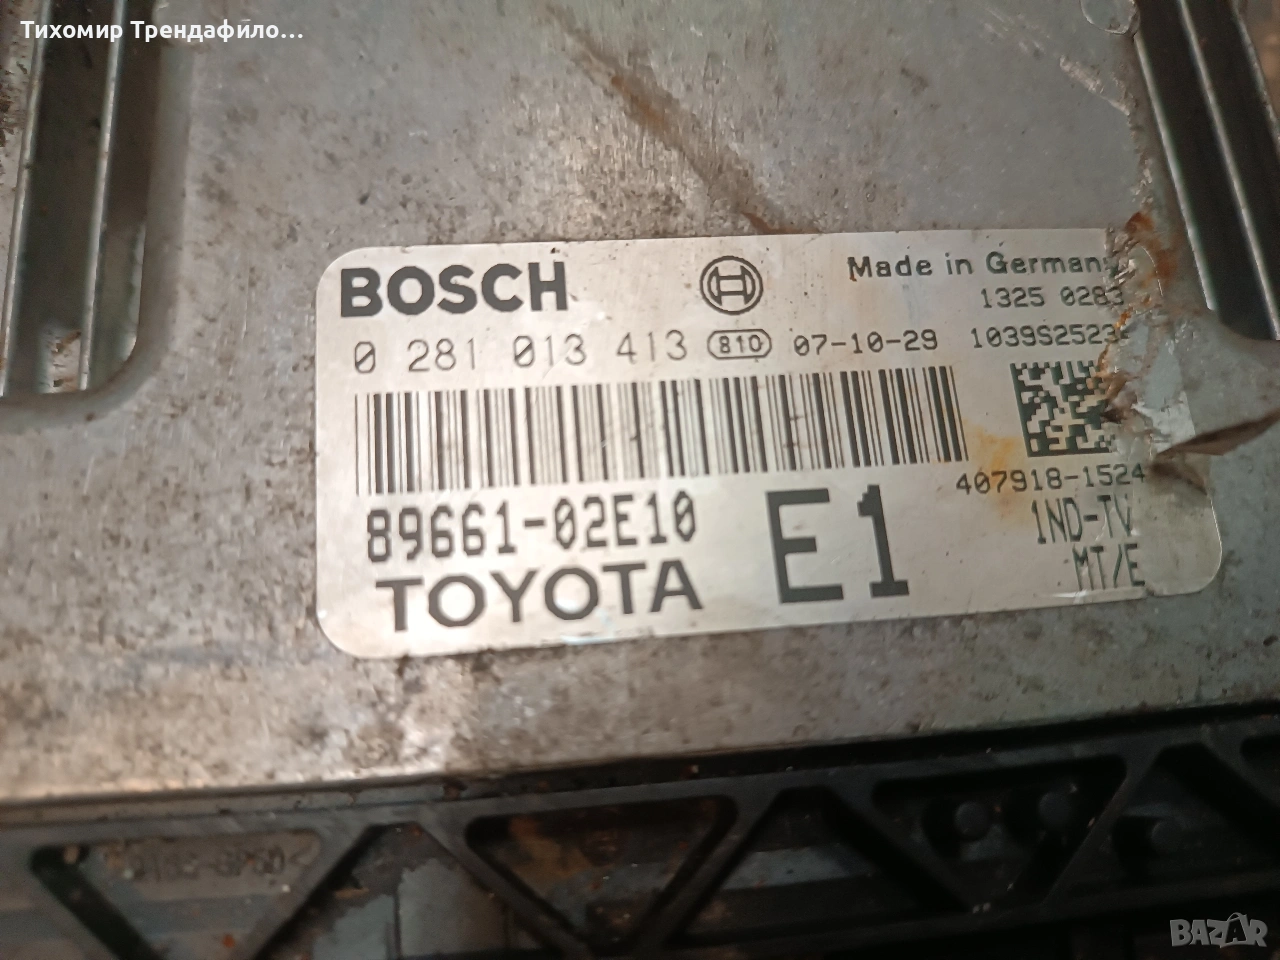 Тихомир Трендафило...
BOSCH
Made in Germany
1325 0283
0 281 013 413 810 07-10-29
89661-02E10
E1
407918-1524
1ND-TV
TOYOTA
MT/E
BAZAR